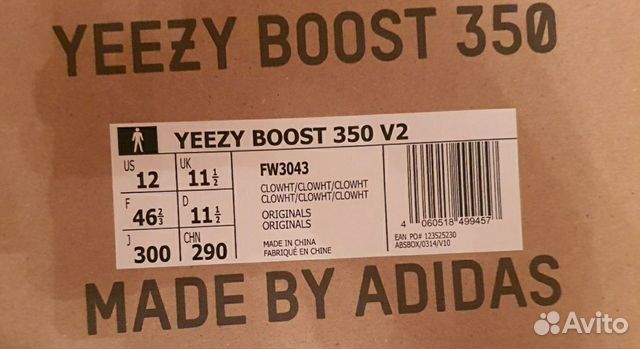 YEEZY BOOST 350
YEEZY BOOST 350 V2
US
12
UK
11 1/2
F
46 2/3
D
11 1/2
J
300
CHN
290
FW3043
CLOWHT/CLOWHT/CLOWHT
CLOWHT/CLOWHT/CLOWHT
ORIGINALS
ORIGINALS
MADE IN CHINA
FABRIQUÉ EN CHINE
4 060518 499457
EAN PO# 123525230
ABSBOX/0314/V10
MADE BY ADIDAS
Avito